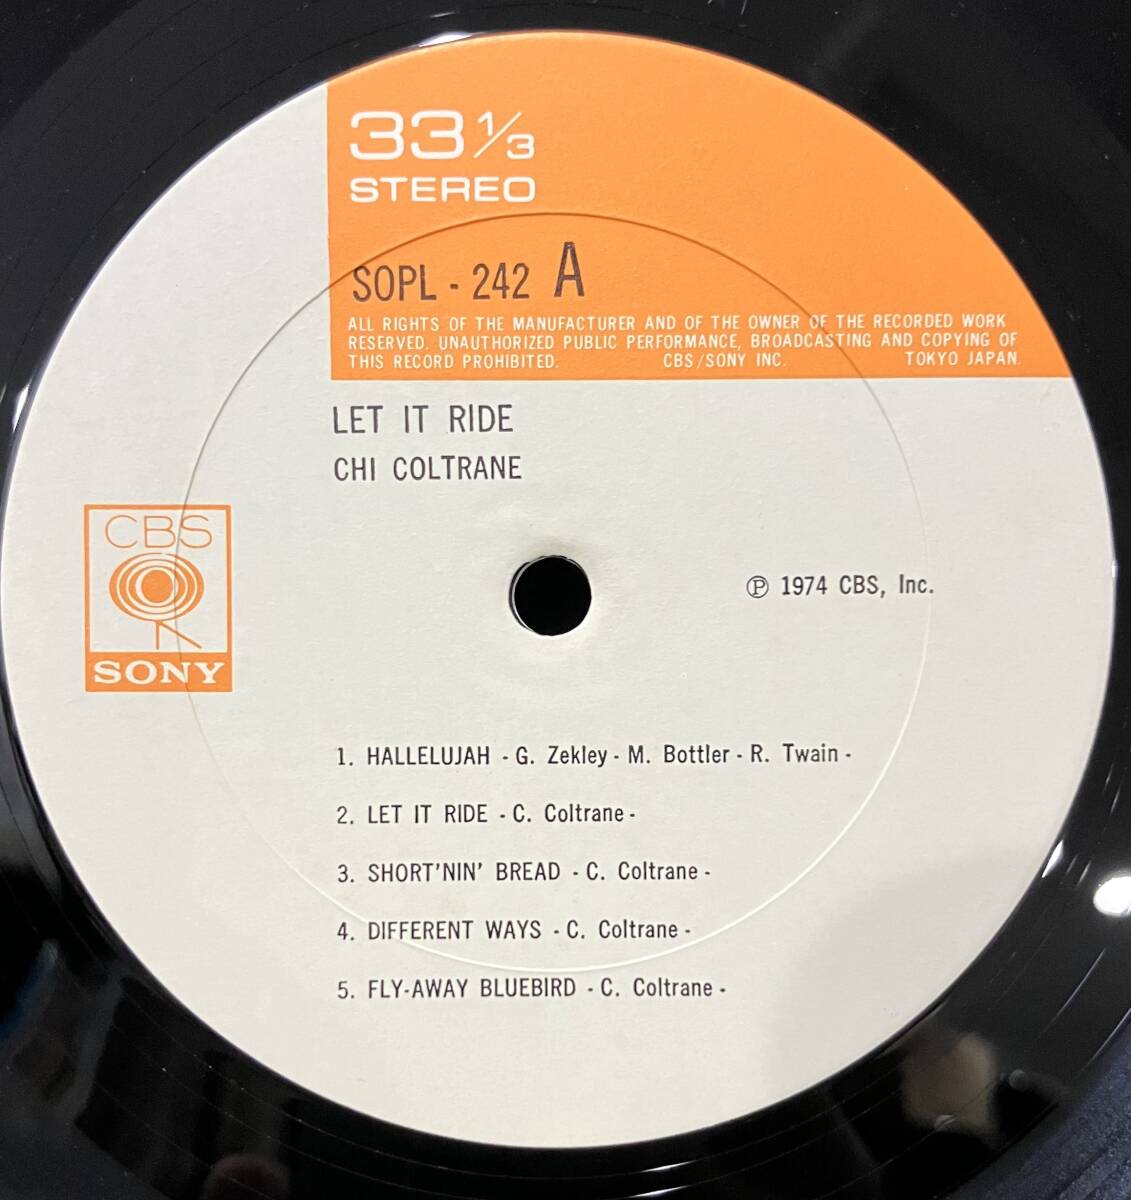 33 1/3
STEREO
SOPL - 242 A
ALL RIGHTS OF THE MANUFACTURER AND OF THE OWNER OF THE RECORDED WORK
RESERVED. UNAUTHORIZED PUBLIC PERFORMANCE, BROADCASTING AND COPYING OF
THIS RECORD PROHIBITED. CBS/SONY INC. TOKYO JAPAN.
LET IT RIDE
CHI COLTRANE
CBS
SONY
℗ 1974 CBS, Inc.
1. HALLELUJAH - G. Zekley - M. Bottler - R. Twain -
2. LET IT RIDE - C. Coltrane -
3. SHORT'NIN' BREAD - C. Coltrane -
4. DIFFERENT WAYS - C. Coltrane -
5. FLY-AWAY BLUEBIRD - C. Coltrane -